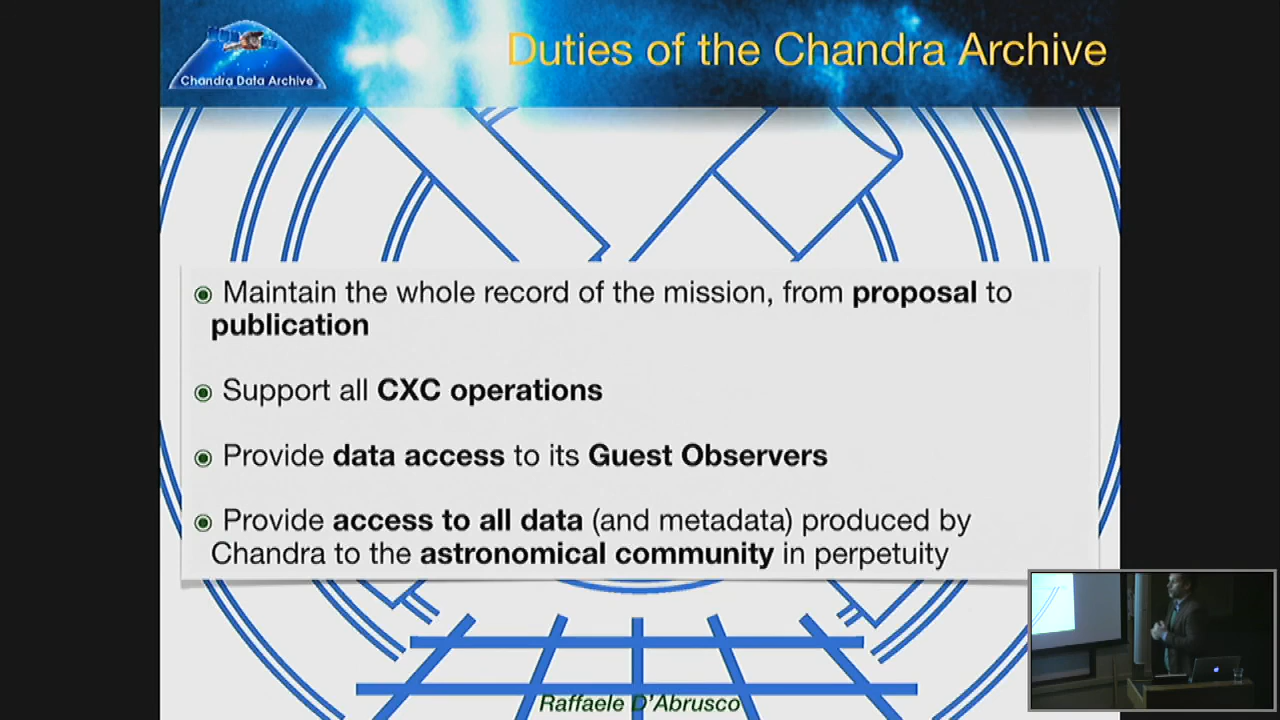 Chandra Data Archive
Duties of the Chandra Archive
Maintain the whole record of the mission, from proposal to
publication
Support all CXC operations
Provide data access to its Guest Observers
Provide access to all data (and metadata) produced by
Chandra to the astronomical community in perpetuity
Raffaele D'Abrusco